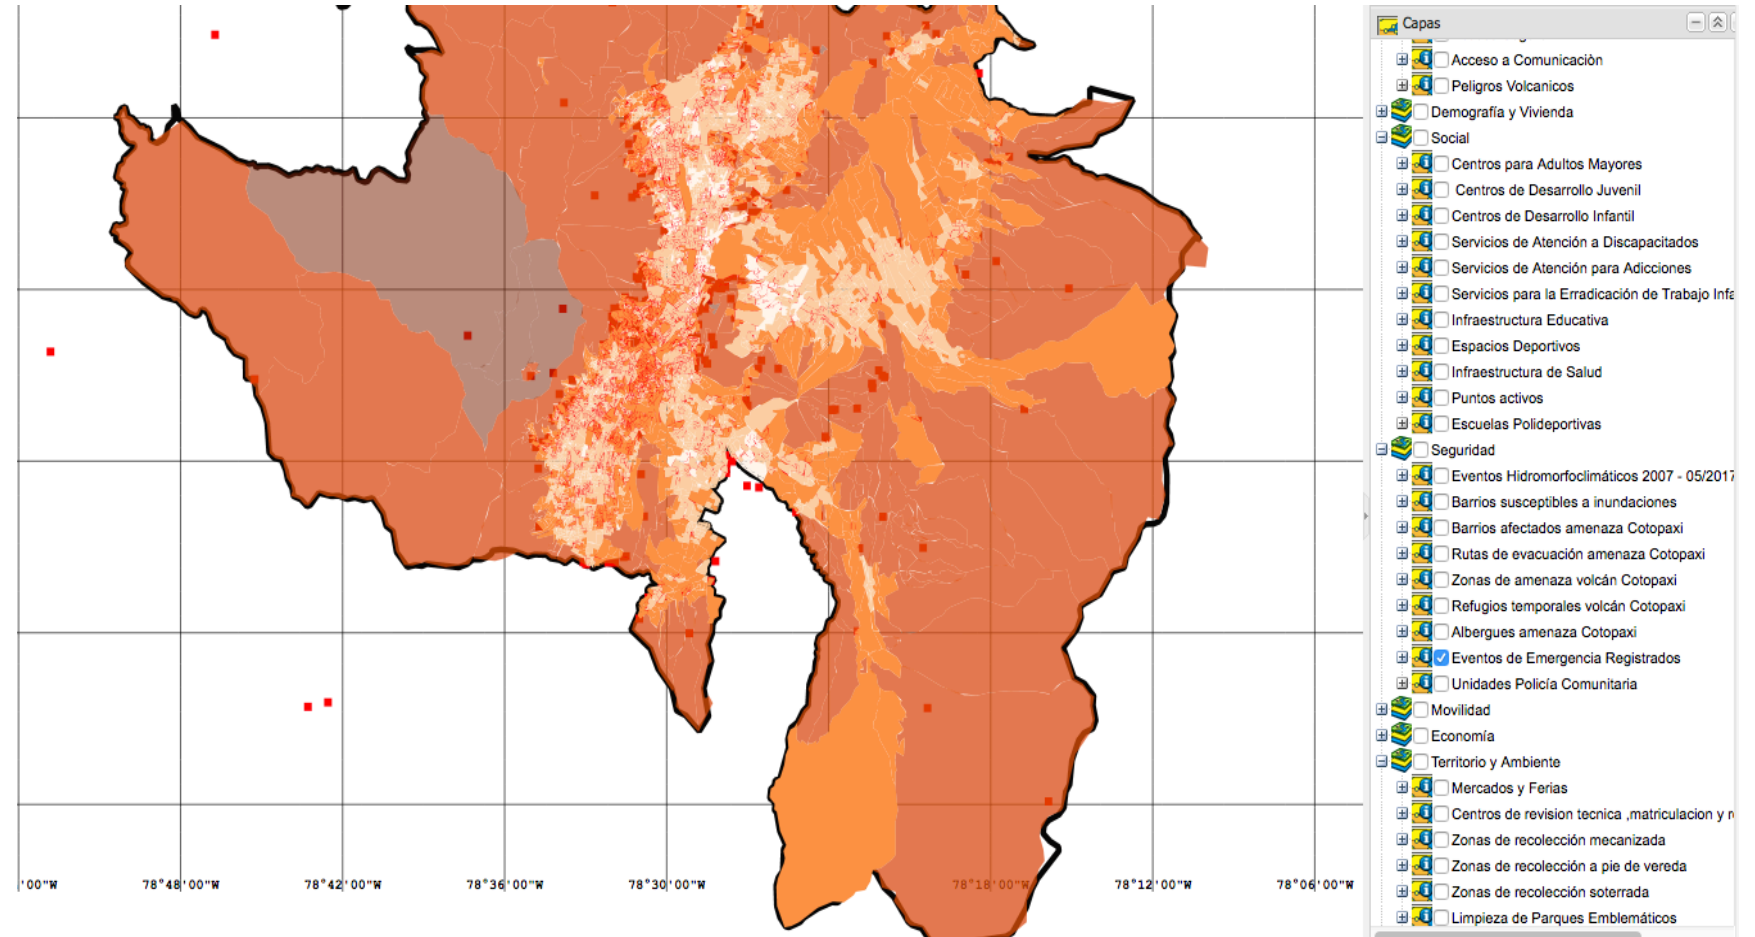 Capas
Acceso a Comunicaciòn
Peligros Volcanicos
Demografía y Vivienda
Social
Centros para Adultos Mayores
Centros de Desarrollo Juvenil
Centros de Desarrollo Infantil
Servicios de Atención a Discapacitados
Servicios de Atención para Adicciones
Servicios para la Erradicación de Trabajo Infa
Infraestructura Educativa
Espacios Deportivos
Infraestructura de Salud
Puntos activos
Escuelas Polideportivas
Seguridad
Eventos Hidromorfoclimáticos 2007 - 05/2017
Barrios susceptibles a inundaciones
Barrios afectados amenaza Cotopaxi
Rutas de evacuación amenaza Cotopaxi
Zonas de amenaza volcán Cotopaxi
Refugios temporales volcán Cotopaxi
Albergues amenaza Cotopaxi
Eventos de Emergencia Registrados
Unidades Policía Comunitaria
Movilidad
Economía
Territorio y Ambiente
Mercados y Ferias
Centros de revision tecnica ,matriculacion y r
Zonas de recolección mecanizada
Zonas de recolección a pie de vereda
Zonas de recolección soterrada
Limpieza de Parques Emblemáticos
'00"W 78°48'00"W 78°42'00"W 78°36'00"W 78°30'00"W 78°18'00"W 78°12'00"W 78°06'00"W